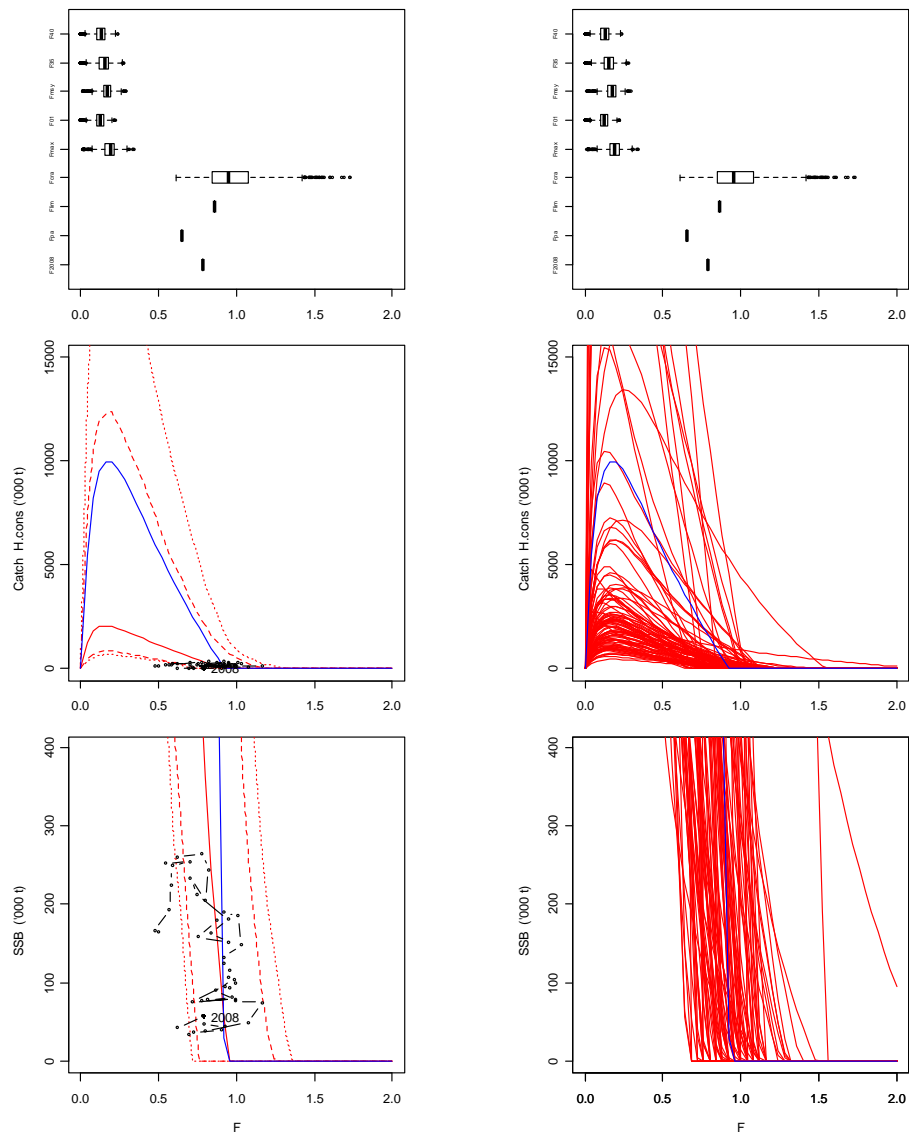 F40
F35
Fmsy
F01
Fmax
Fcra
Flim
Fpa
F2008
0.0 0.5 1.0 1.5 2.0
F40
F35
Fmsy
F01
Fmax
Fcra
Flim
Fpa
F2008
0.0 0.5 1.0 1.5 2.0
Catch H.cons ('000 t)
15000
10000
5000
0
2008
0.0 0.5 1.0 1.5 2.0
Catch H.cons ('000 t)
15000
10000
5000
0
0.0 0.5 1.0 1.5 2.0
SSB ('000 t)
400
300
200
100
0
2008
0.0 0.5 1.0 1.5 2.0
F
SSB ('000 t)
400
300
200
100
0
0.0 0.5 1.0 1.5 2.0
F